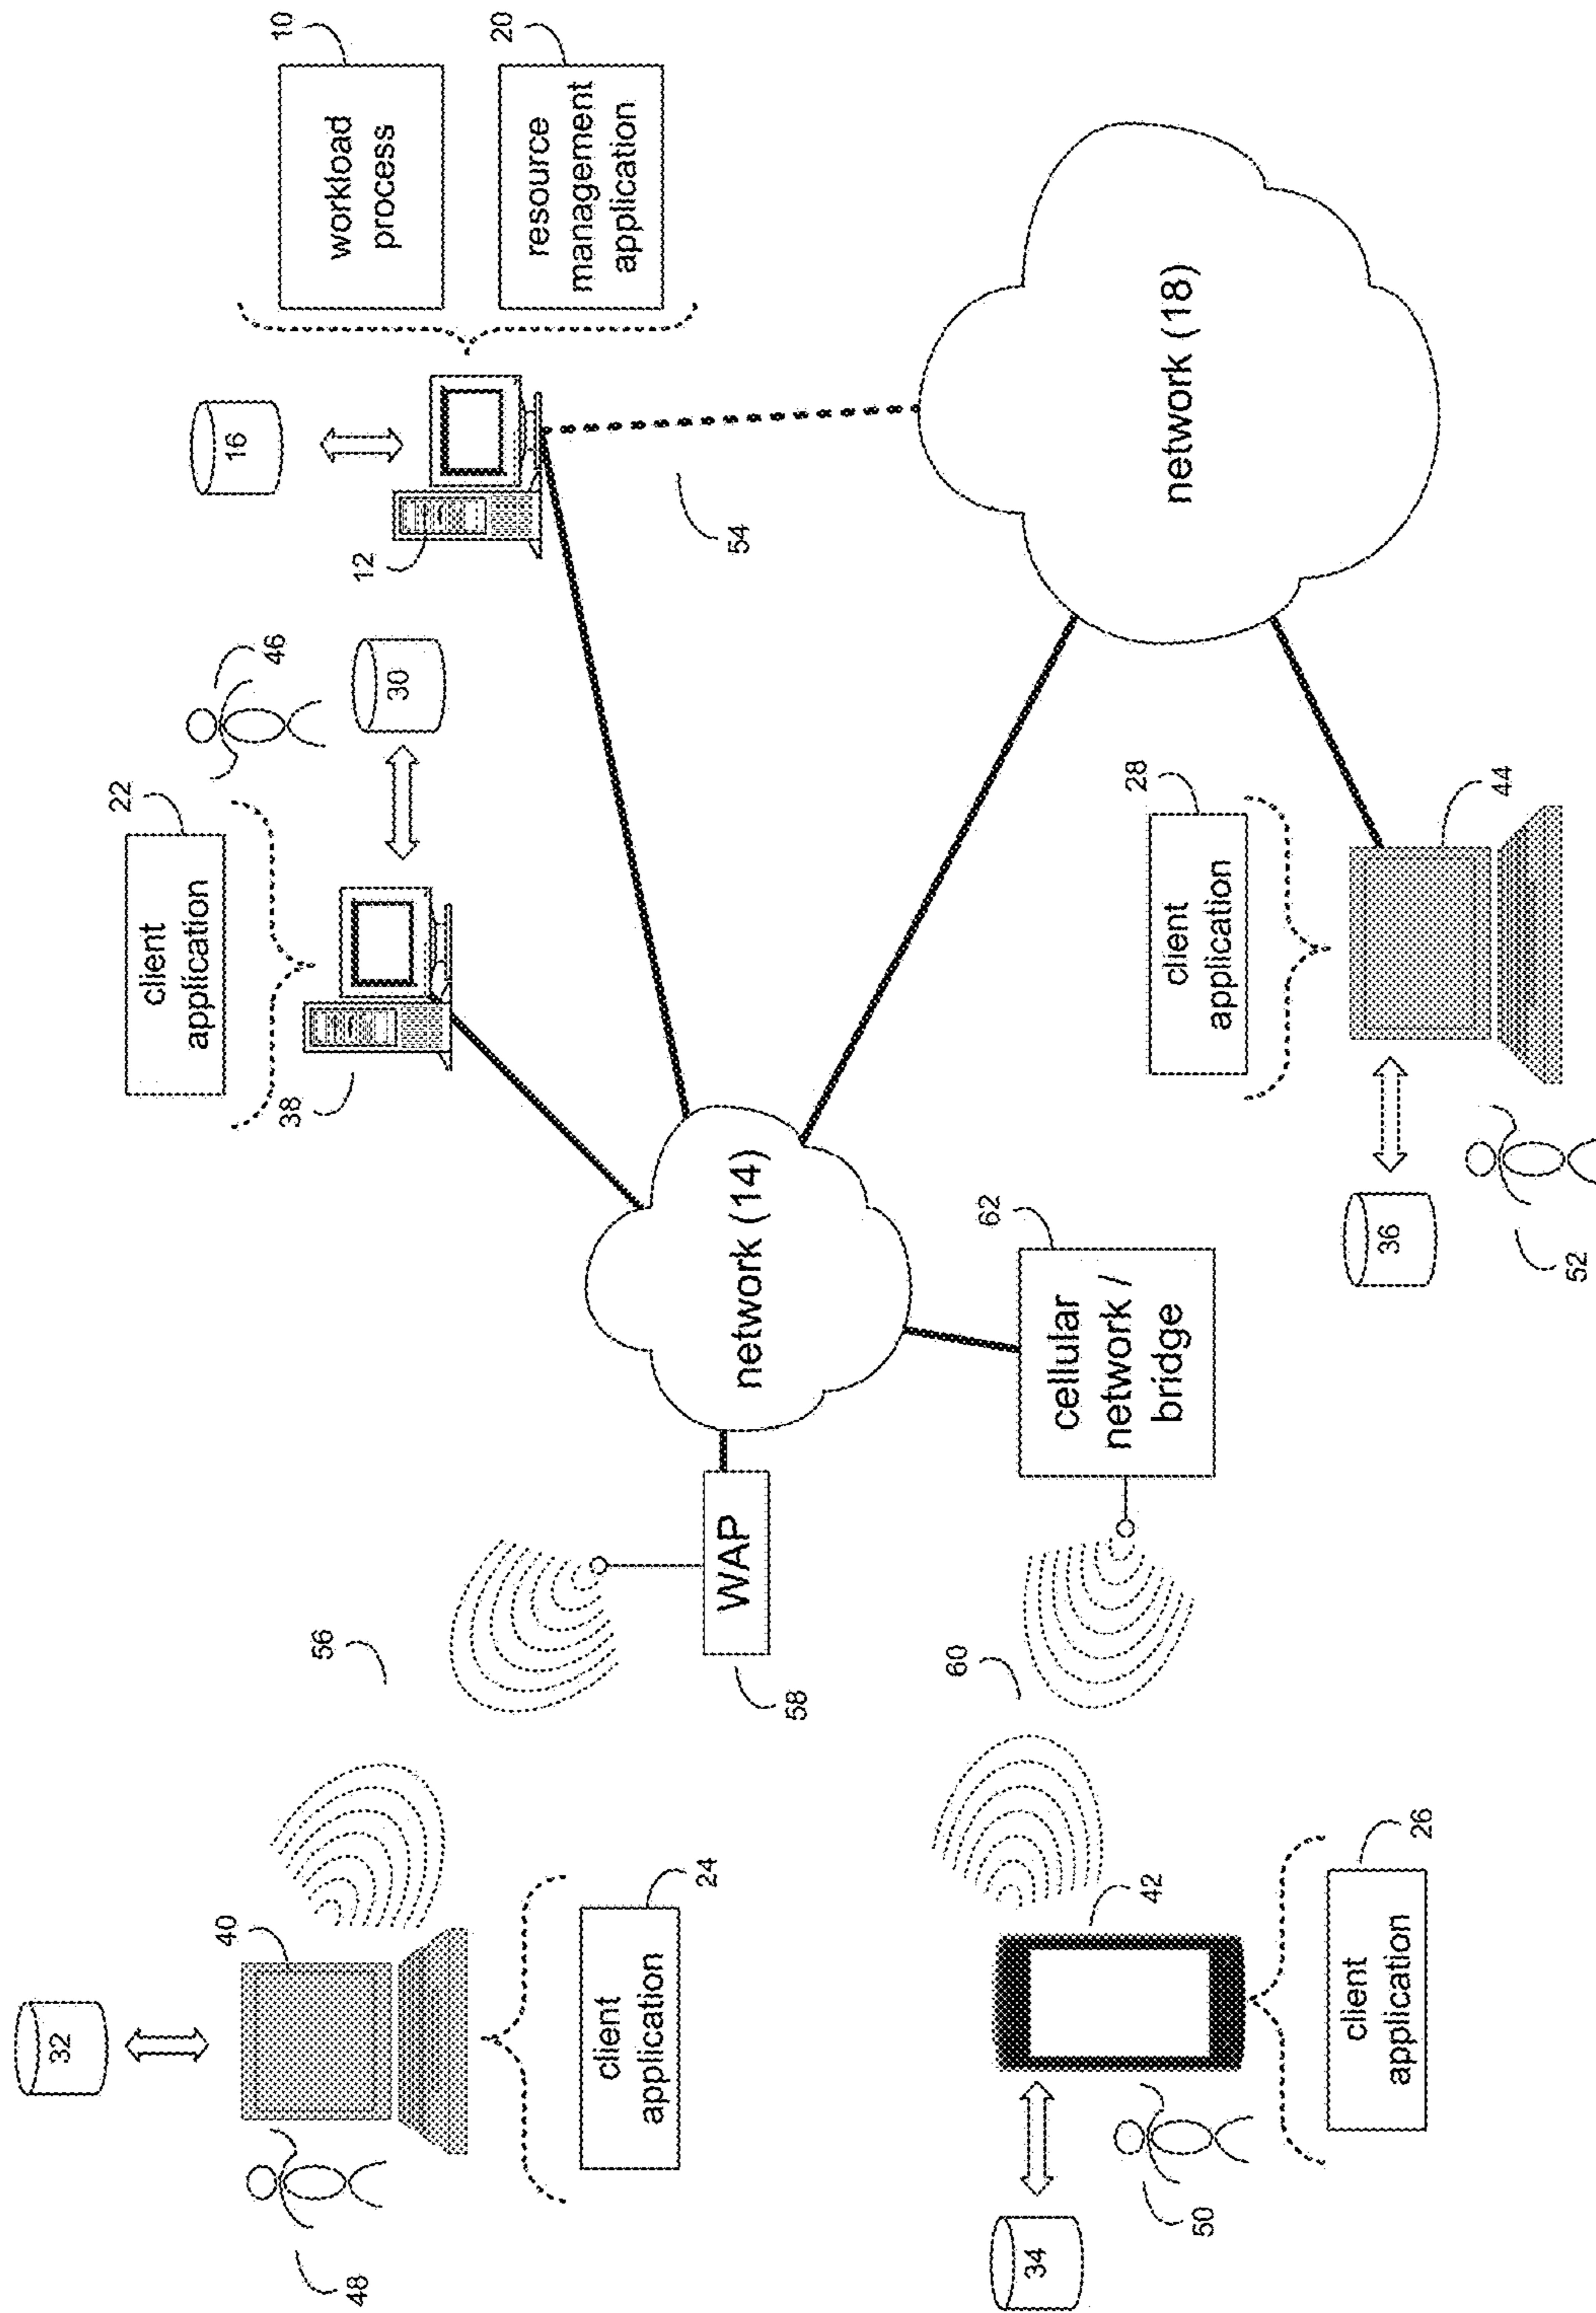 32
22
client
application
40
16
46
10
38
workload
process
56
48
12
30
20
resource
management
application
client
application
24
WAP
54
network (14)
58
60
62
34
cellular
network /
bridge
28
42
client
application
network (18)
50
client
application
36
26
44
52